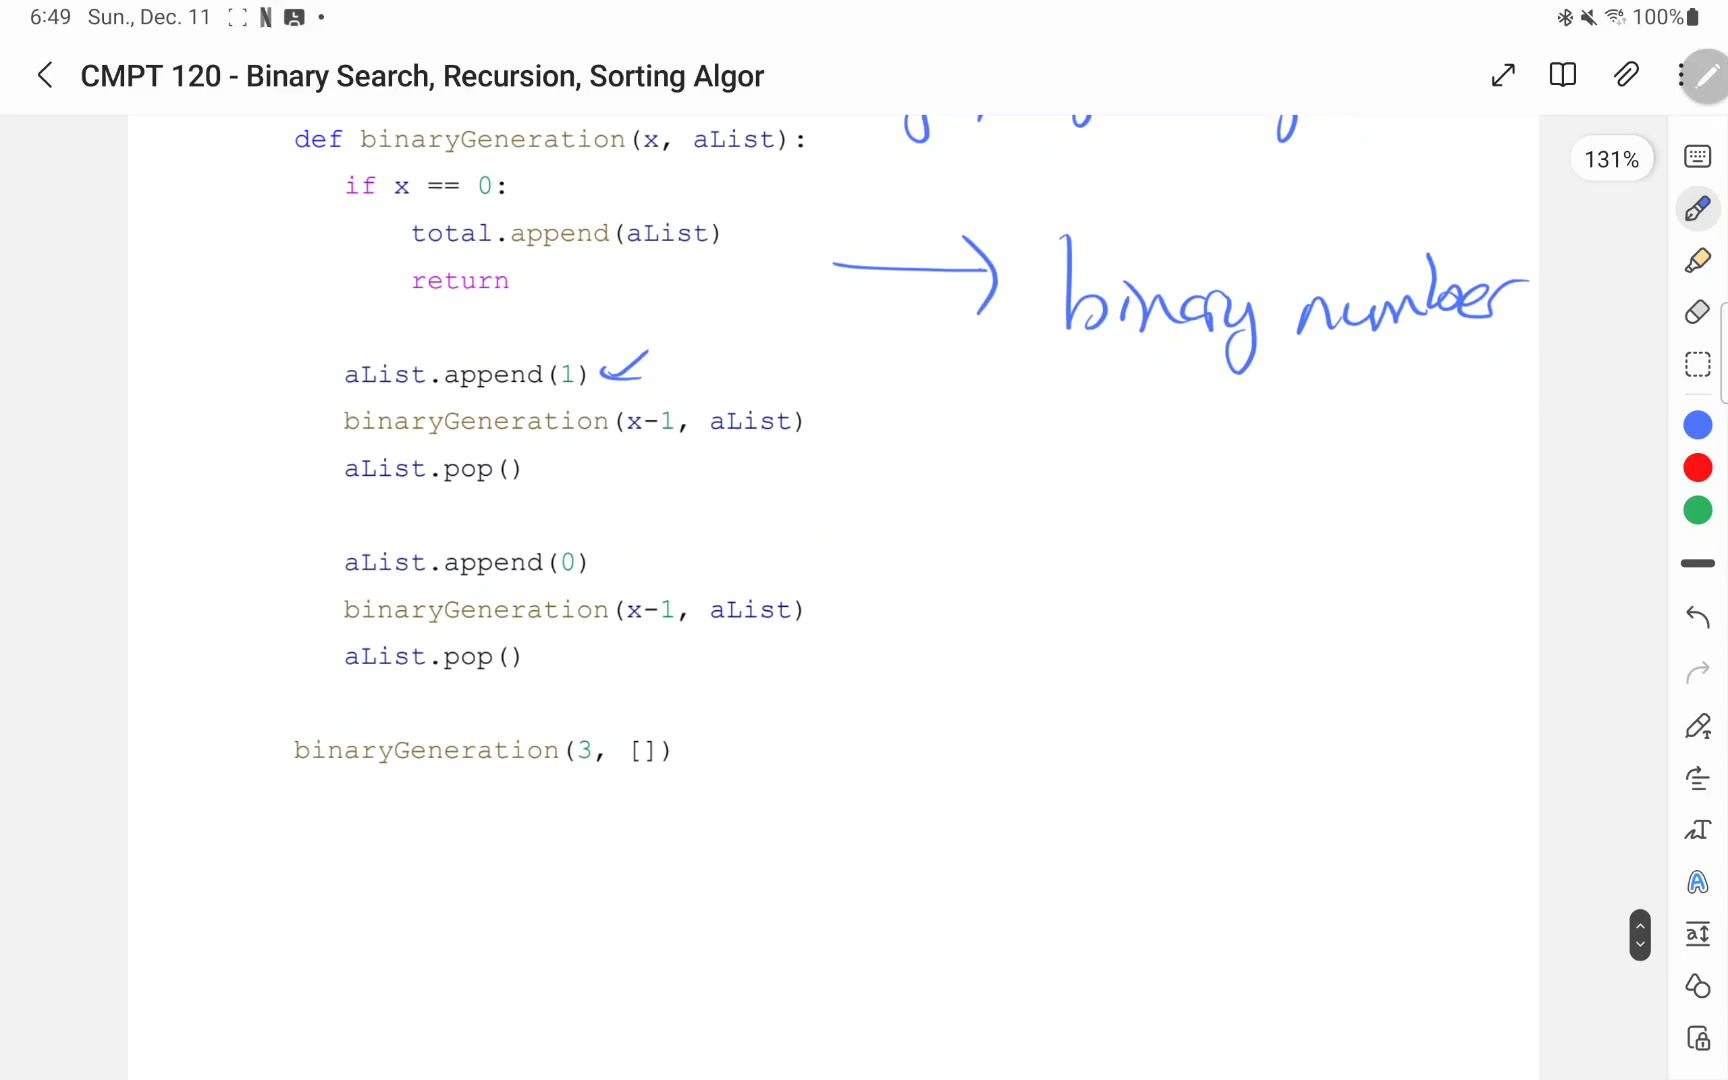 6:49 Sun., Dec. 11 N 100%
CMPT 120 - Binary Search, Recursion, Sorting Algor
def binaryGeneration(x, aList):
131%
if x == 0:
total.append(aList)
return
binary number
aList.append(1)
binaryGeneration(x-1, aList)
aList.pop()
aList.append(0)
binaryGeneration(x-1, aList)
aList.pop()
binaryGeneration(3, [])